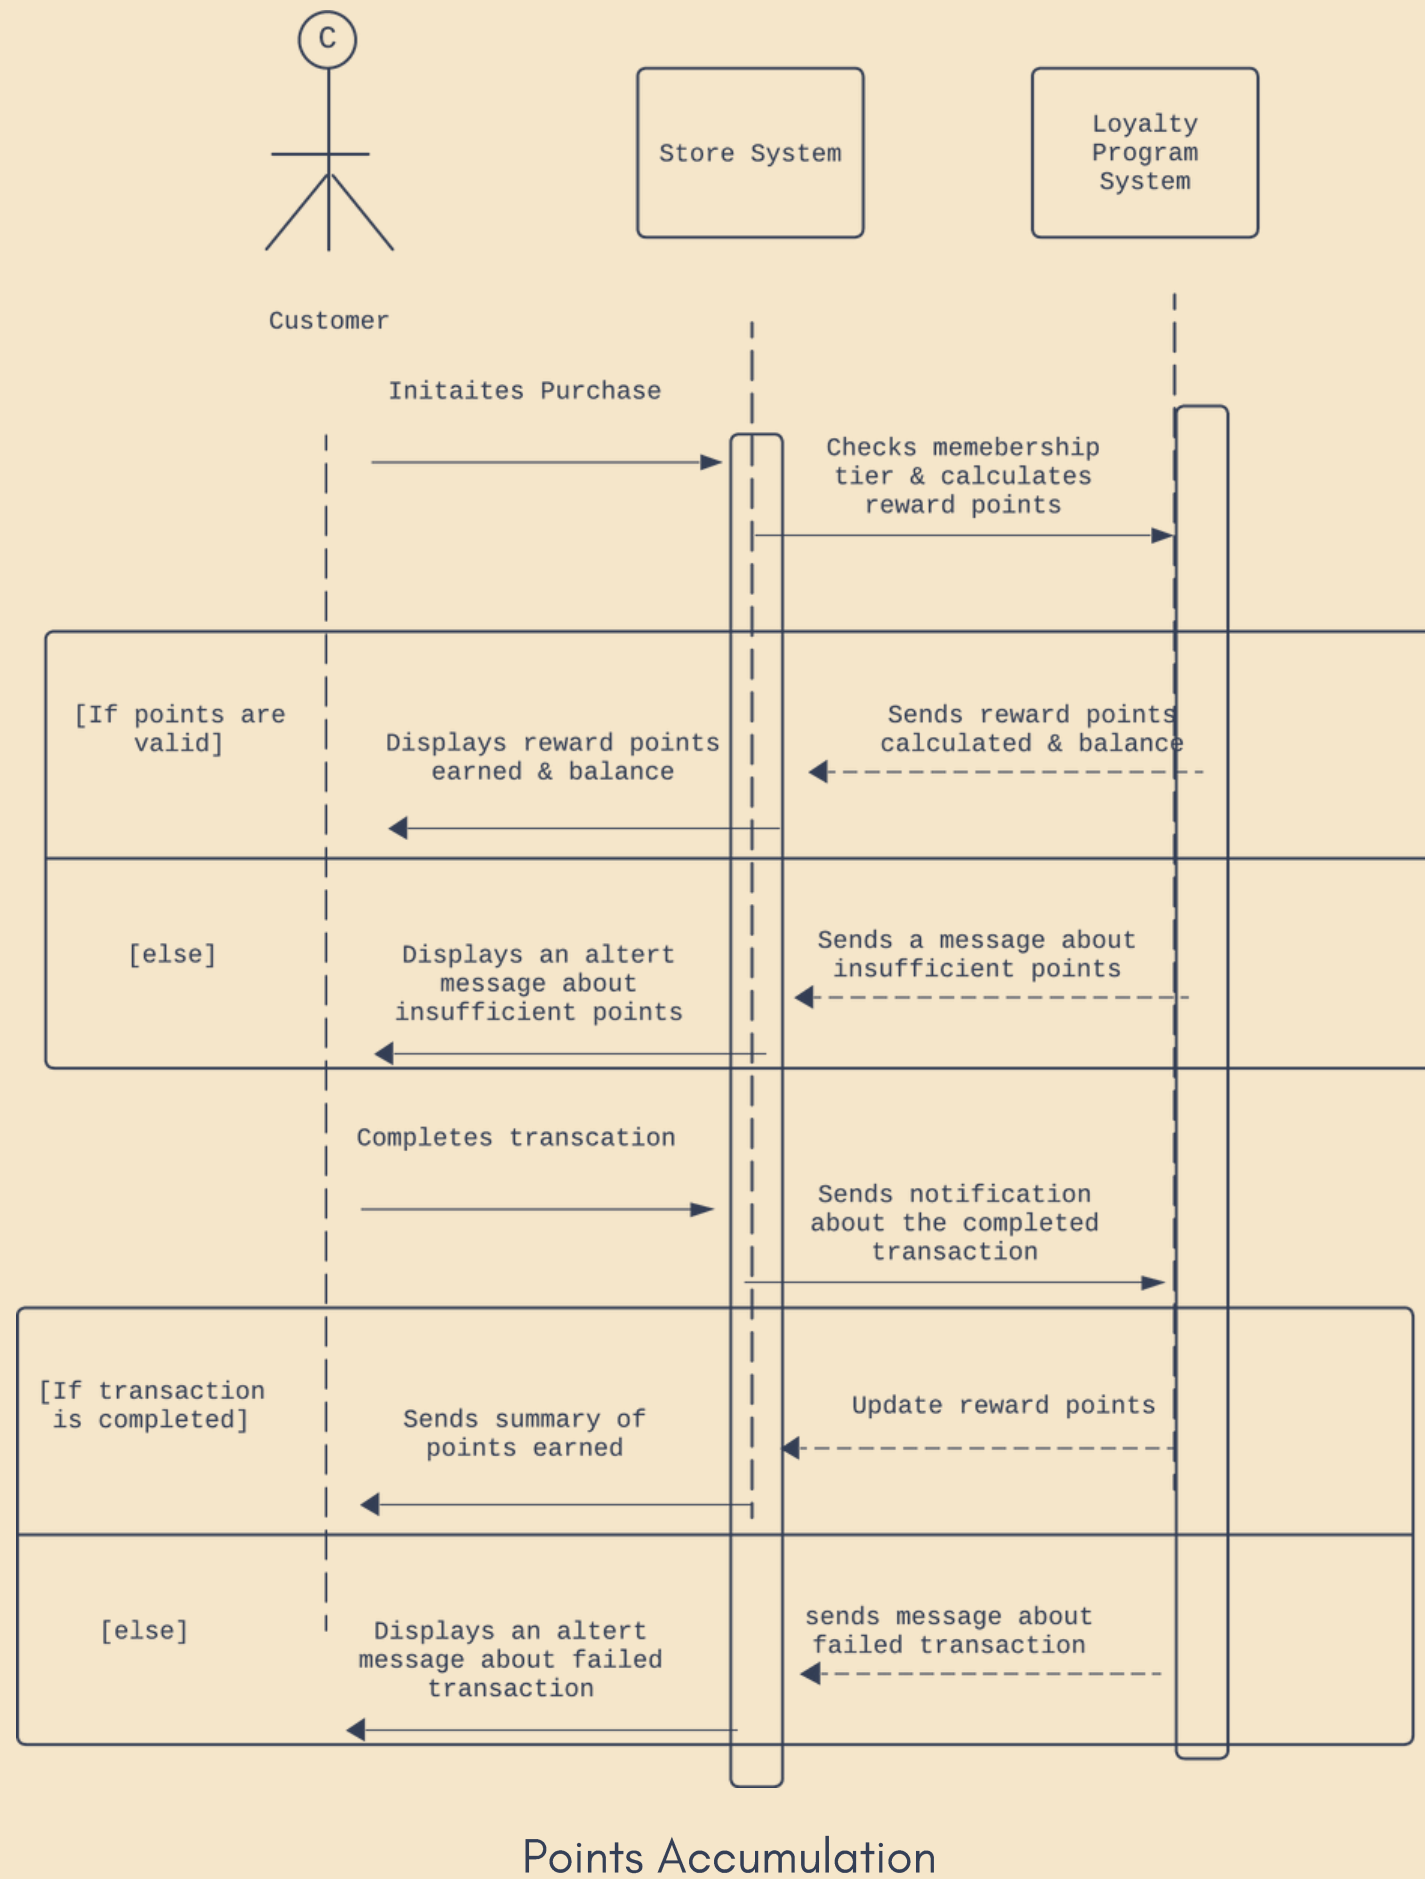 C
Store System
Loyalty
Program
System
Customer
Initaites Purchase
Checks memebership
tier & calculates
reward points
[If points are
valid]
Displays reward points
earned & balance
Sends reward points
calculated & balance
[else]
Displays an altert
message about
insufficient points
Sends a message about
insufficient points
Completes transcation
Sends notification
about the completed
transaction
[If transaction
is completed]
Sends summary of
points earned
Update reward points
[else]
Displays an altert
message about failed
transaction
sends message about
failed transaction
Points Accumulation